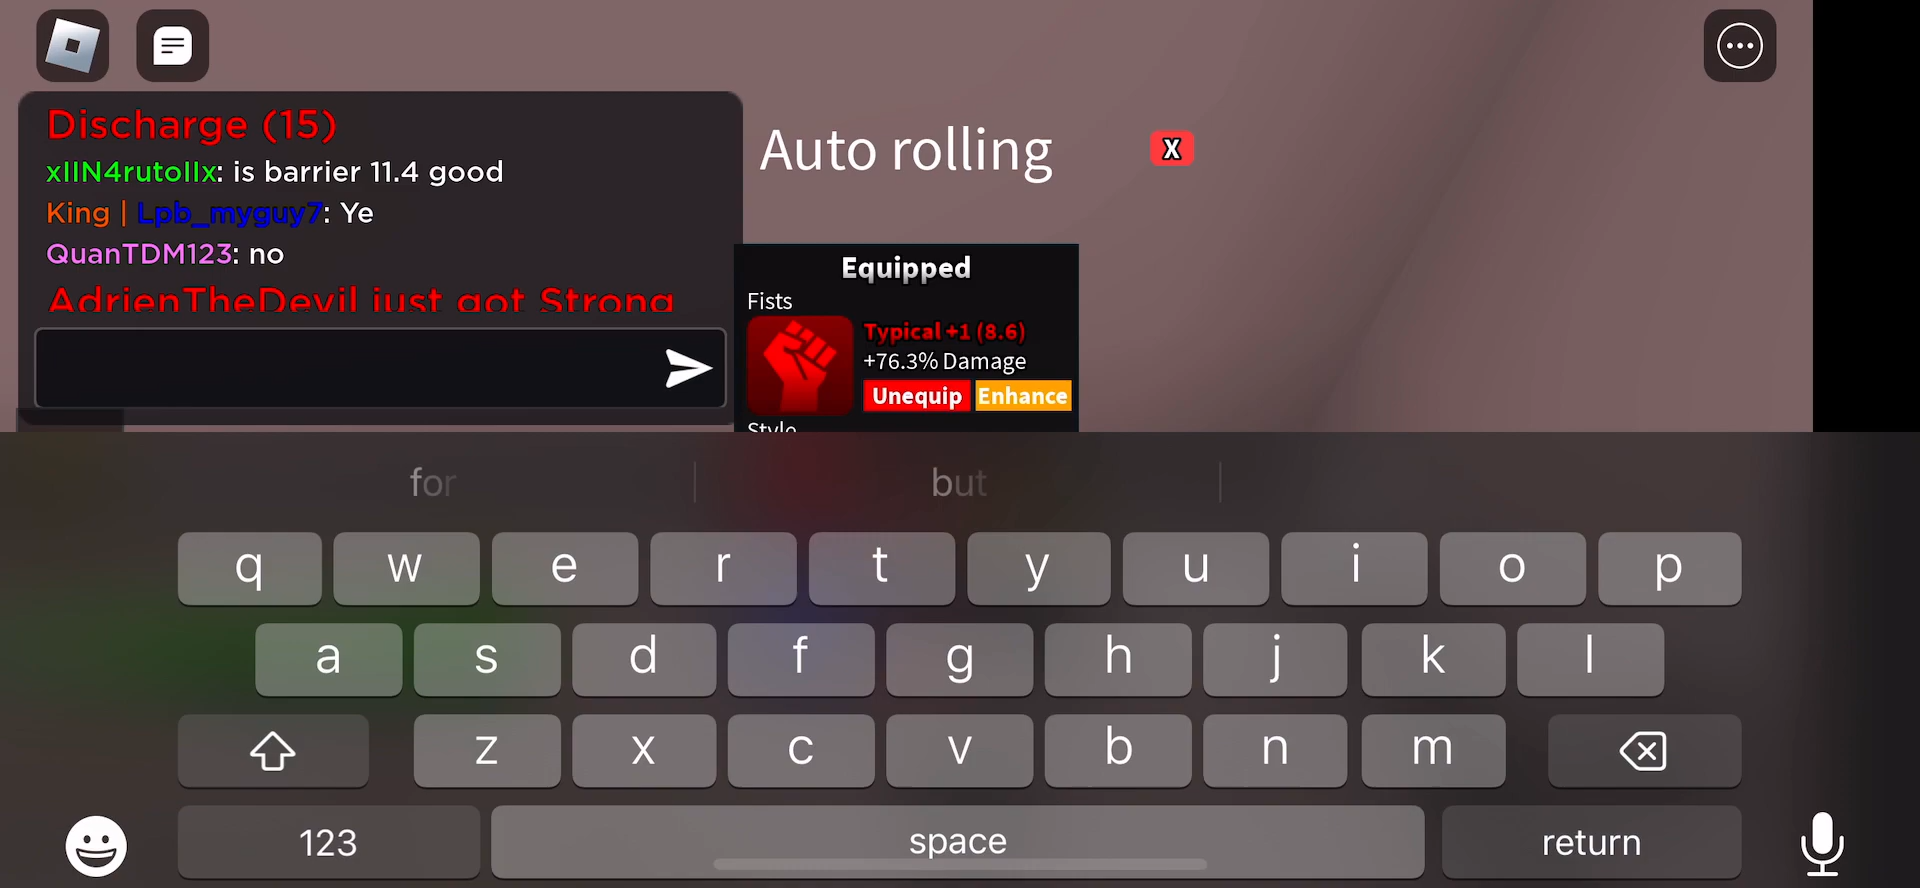 Discharge (15)
xIIN4rutoIIx: is barrier 11.4 good
King | Lpb_myguy7: Ye
QuanTDM123: no
AdrienTheDevil just got Strong
Auto rolling
X
Equipped
Fists
Typical +1 (8.6)
+76.3% Damage
Unequip Enhance
Style
for but
q w e r t y u i o p
a s d f g h j k l
z x c v b n m
123 space return